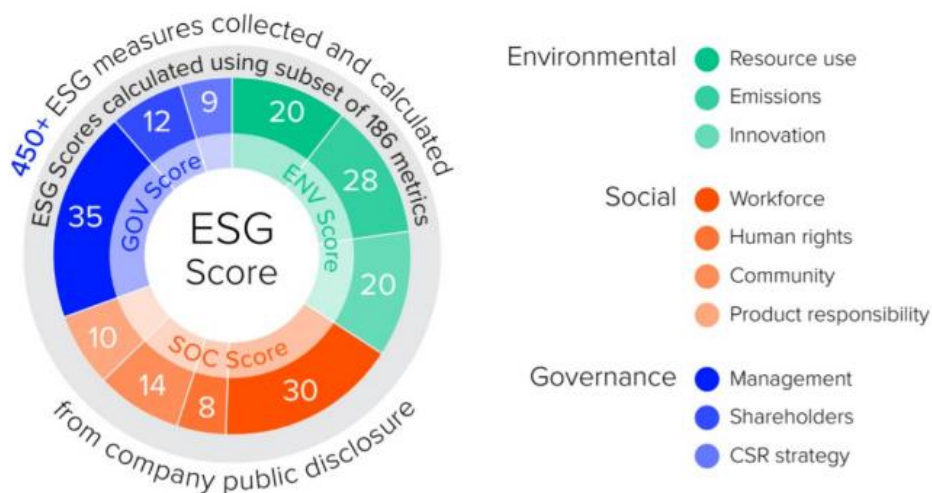 450+ ESG measures collected and calculated
from company public disclosure
ESG Scores calculated using subset of 186 metrics
ESG
Score
ENV Score
20
28
20
SOC Score
30
8
14
10
GOV Score
35
12
9
Environmental
Resource use
Emissions
Innovation
Social
Workforce
Human rights
Community
Product responsibility
Governance
Management
Shareholders
CSR strategy